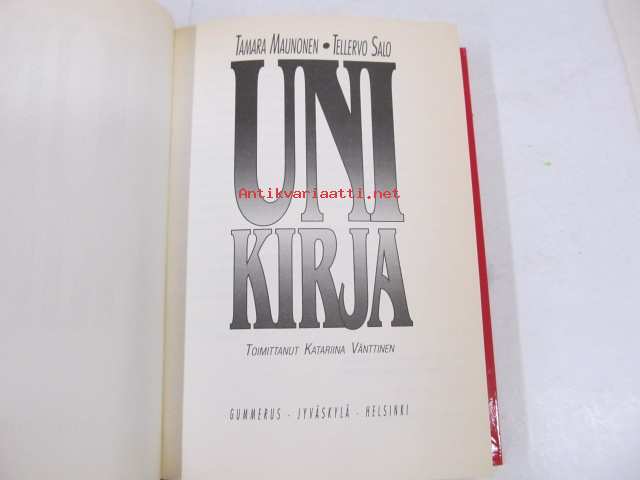 TAMARA MAUNONEN • TELLERVO SALO
UNI
Antikvariaatti.net
KIRJA
TOIMITTANUT KATARIINA VÄNTTINEN
GUMMERUS - JYVÄSKYLÄ - HELSINKI